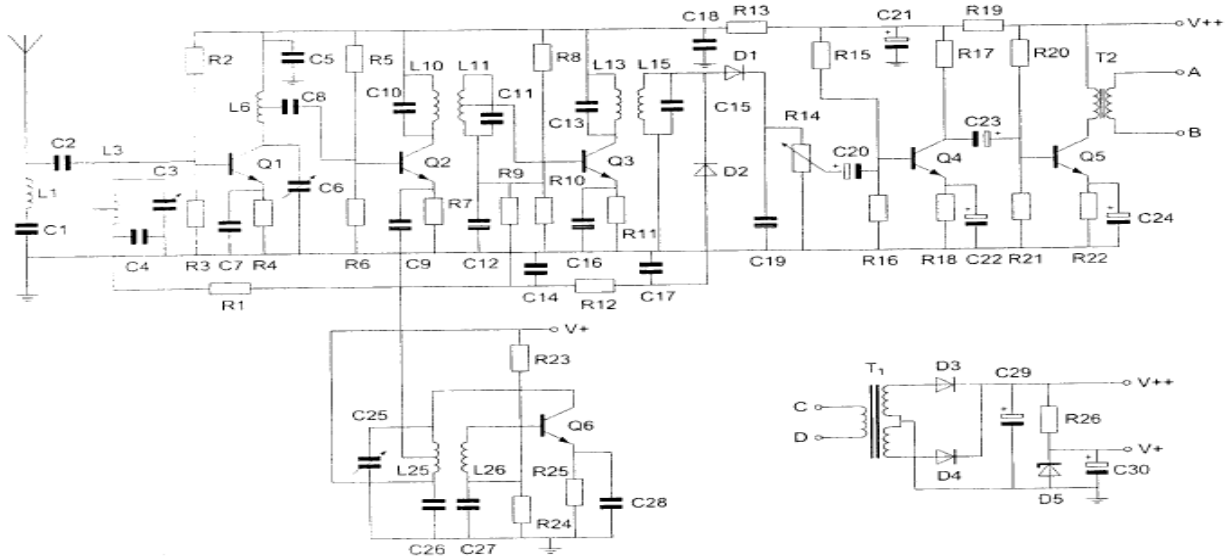 C18 R13 C21 R19 V++
R2 C5 R5 L10 L11 R8 L13 L15 D1 R15 R17 R20 T2
L6 C8 C10 C11 C13 C15 R14 C23 A
B
C2 L3 C3 Q1 C6 Q2 R9 R10 Q3 D2 C20 Q4 Q5
L1 C1 R7 R11 C24
C4 R3 C7 R4 R6 C9 C12 C16 C19 R16 R18 C22 R21 R22
R1 C14 R12 C17
V+
R23
C25 Q6
L25 L26 R25
R24 C28
C26 C27
T1 D3 C29 V++
C
D
R26
V+
D4 D5 C30